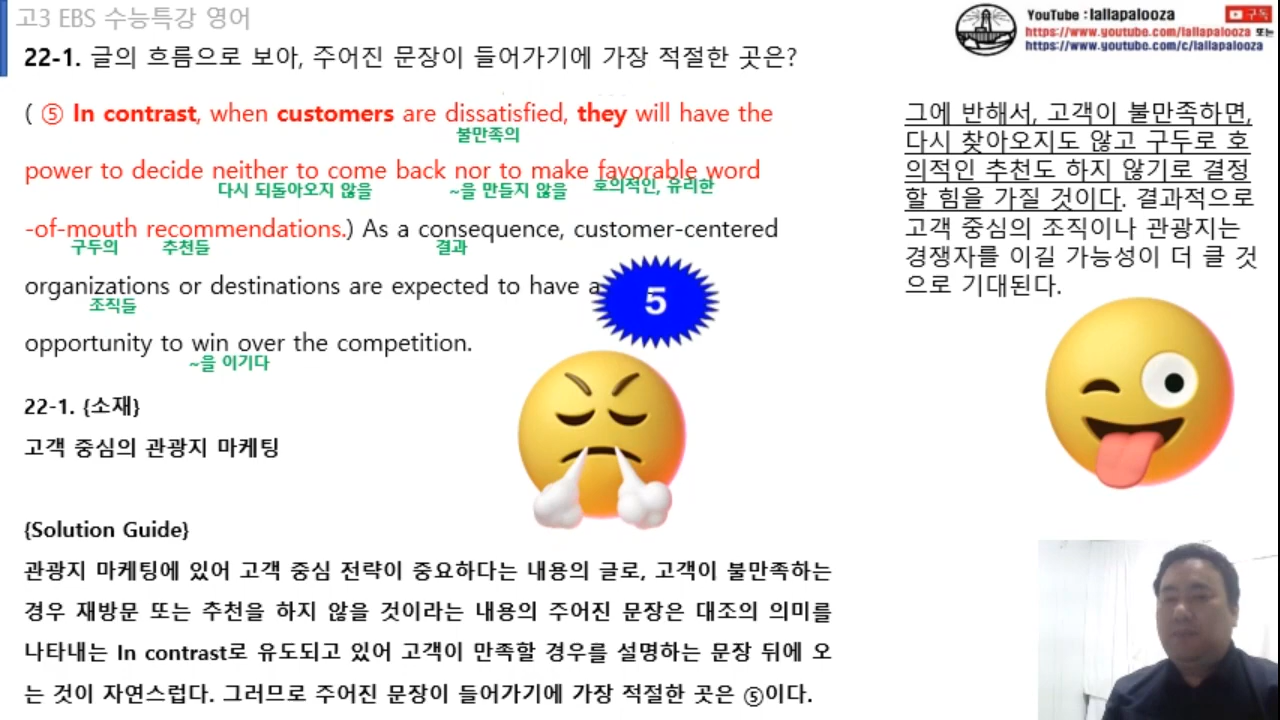 고3 EBS 수능특강 영어
YouTube : lallapalooza
구독
https://www.youtube.com/lallapalooza 또는
https://www.youtube.com/c/lallapalooza
22-1. 글의 흐름으로 보아, 주어진 문장이 들어가기에 가장 적절한 곳은?
( ⑤ In contrast, when customers are dissatisfied, they will have the
불만족의
power to decide neither to come back nor to make favorable word
다시 되돌아오지 않을 ~을 만들지 않을 호의적인, 유리한
-of-mouth recommendations.) As a consequence, customer-centered
구두의 추천들 결과
organizations or destinations are expected to have a
조직들
5
opportunity to win over the competition.
~을 이기다
그에 반해서, 고객이 불만족하면,
다시 찾아오지도 않고 구두로 호
의적인 추천도 하지 않기로 결정
할 힘을 가질 것이다. 결과적으로
고객 중심의 조직이나 관광지는
경쟁자를 이길 가능성이 더 클 것
으로 기대된다.
22-1. {소재}
고객 중심의 관광지 마케팅
{Solution Guide}
관광지 마케팅에 있어 고객 중심 전략이 중요하다는 내용의 글로, 고객이 불만족하는
경우 재방문 또는 추천을 하지 않을 것이라는 내용의 주어진 문장은 대조의 의미를
나타내는 In contrast로 유도되고 있어 고객이 만족할 경우를 설명하는 문장 뒤에 오
는 것이 자연스럽다. 그러므로 주어진 문장이 들어가기에 가장 적절한 곳은 ⑤이다.